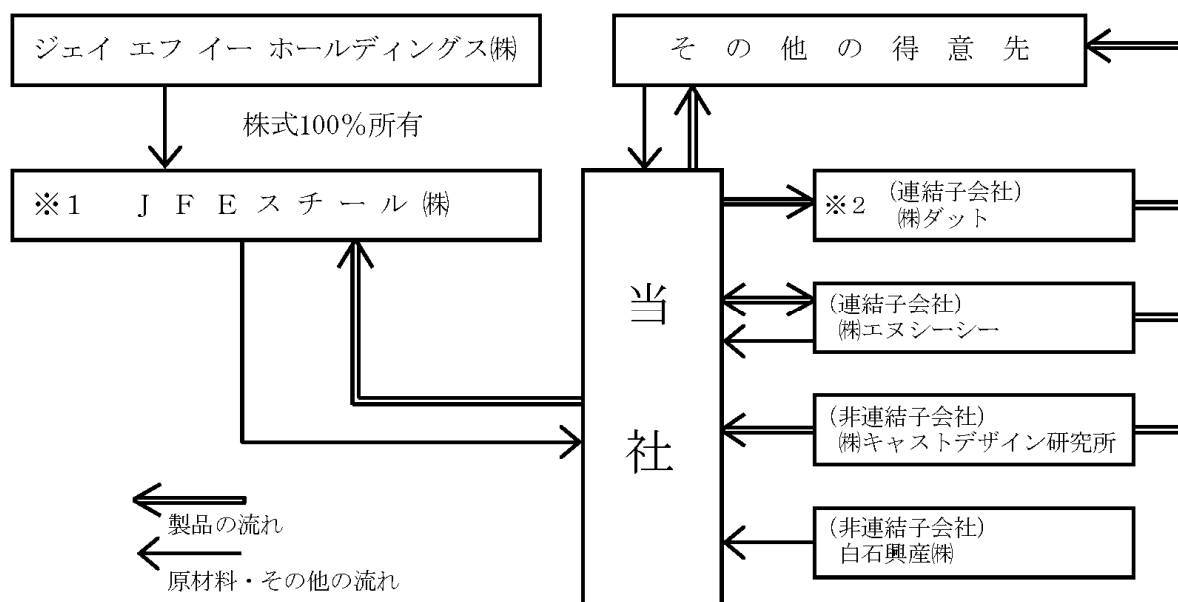 ジェイ エフ イー ホールディングス㈱
そ の 他 の 得 意 先
株式100%所有
※1 J F E ス チ ー ル ㈱
当社
※2 (連結子会社)
㈱ダット
(連結子会社)
㈱エヌシーシー
(非連結子会社)
㈱キャストデザイン研究所
(非連結子会社)
白石興産㈱
製品の流れ
原材料・その他の流れ